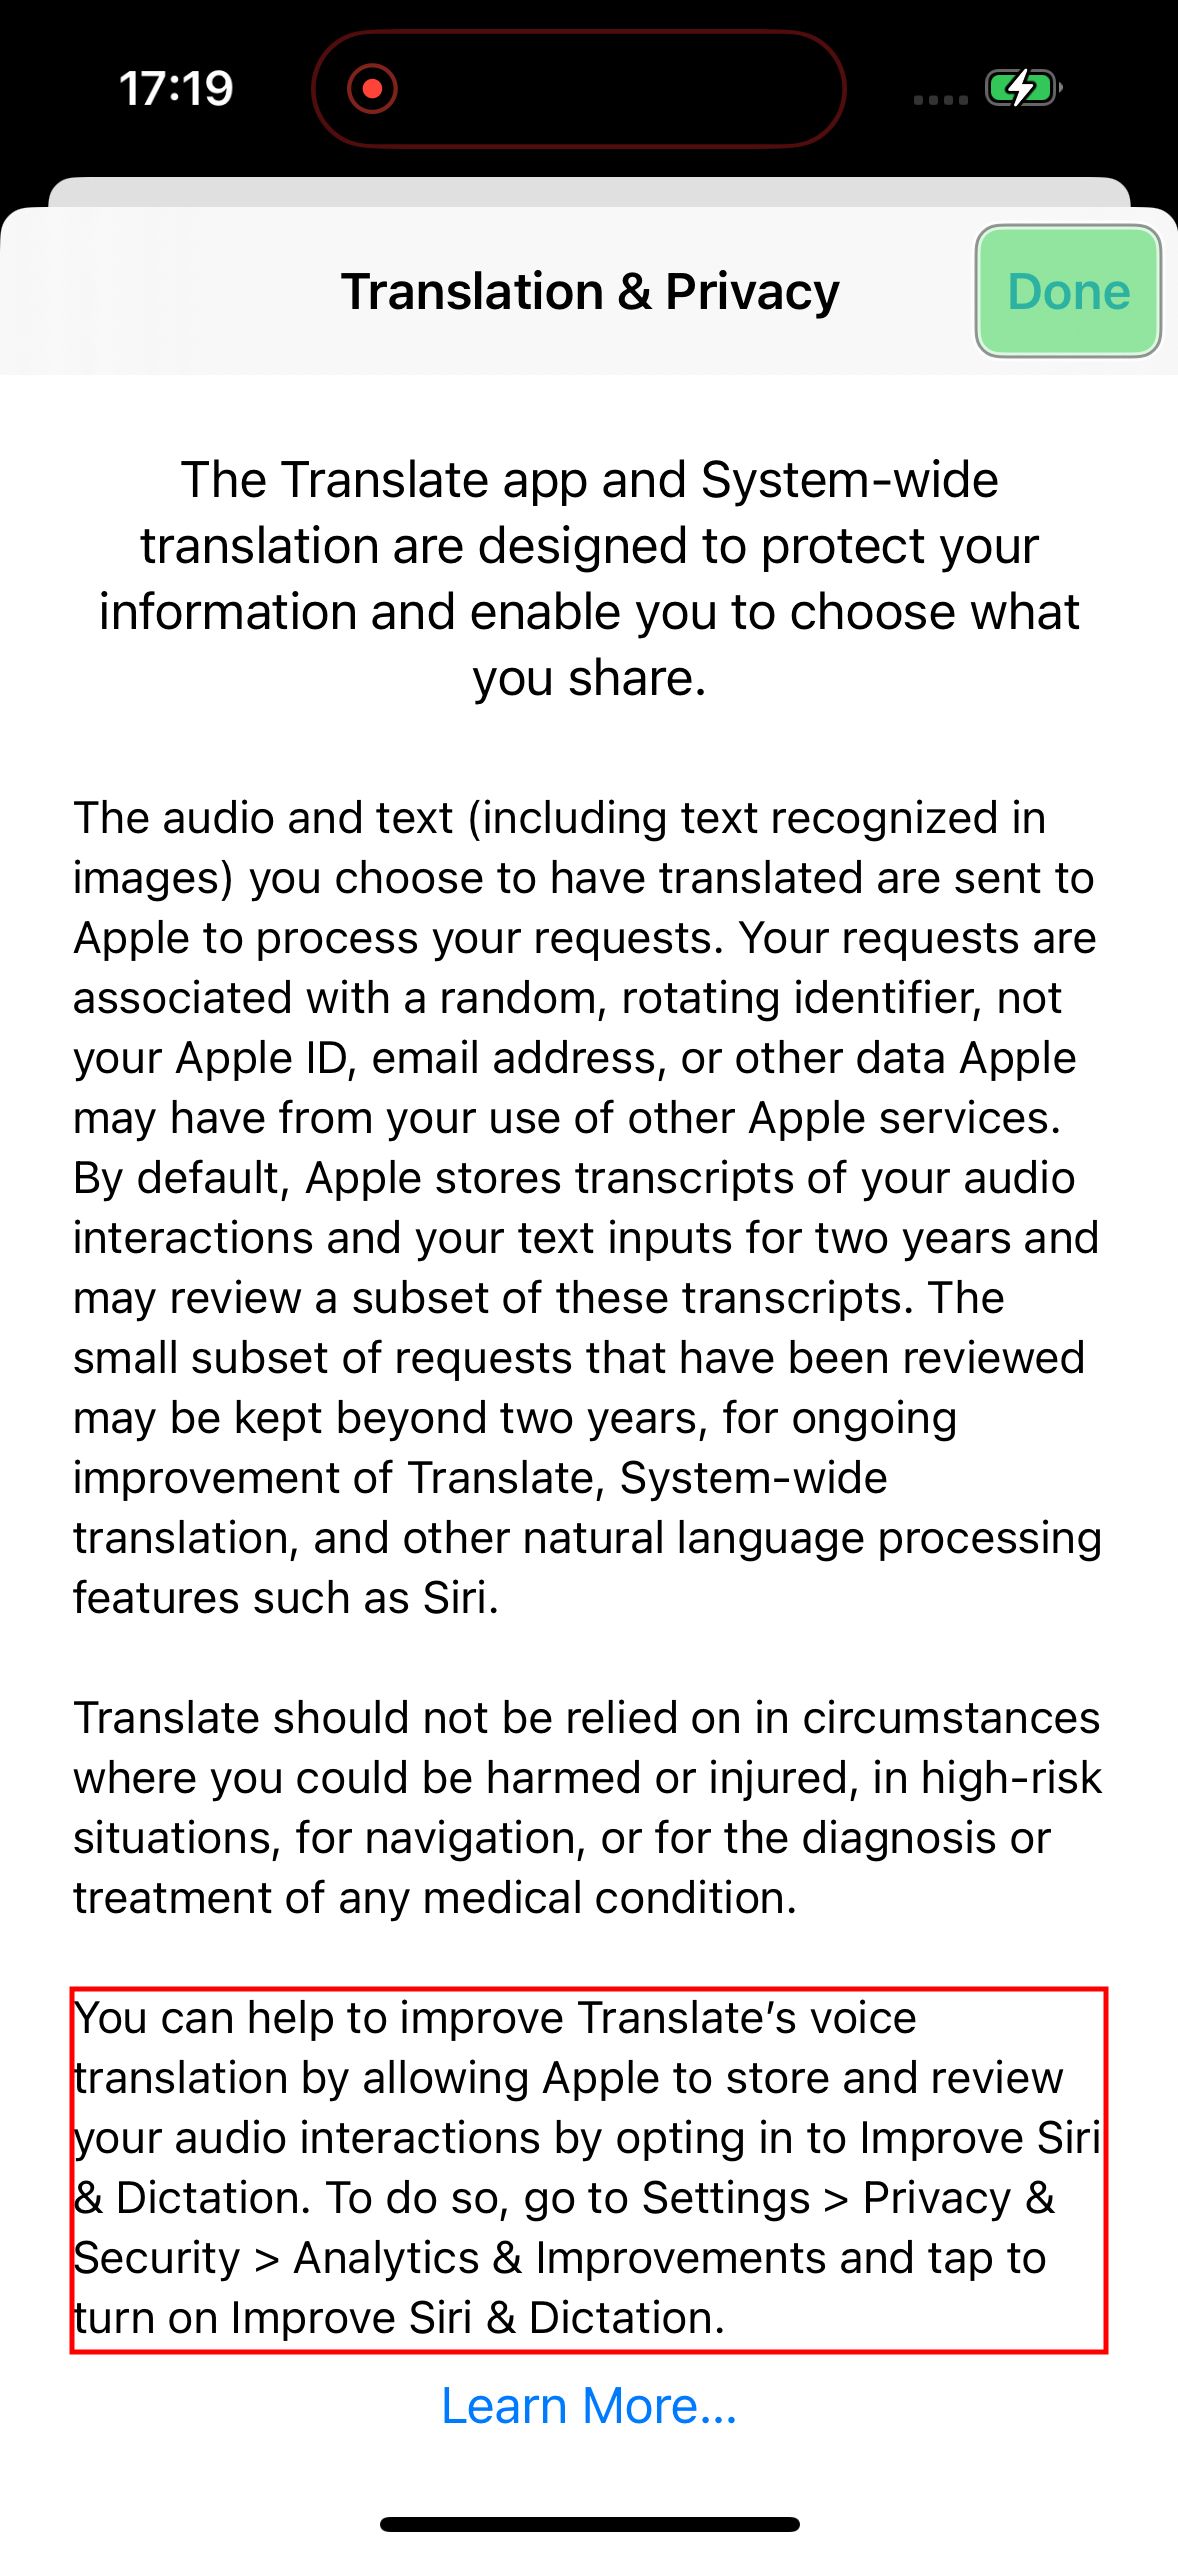 17:19
Translation & Privacy
Done
The Translate app and System-wide
translation are designed to protect your
information and enable you to choose what
you share.
The audio and text (including text recognized in
images) you choose to have translated are sent to
Apple to process your requests. Your requests are
associated with a random, rotating identifier, not
your Apple ID, email address, or other data Apple
may have from your use of other Apple services.
By default, Apple stores transcripts of your audio
interactions and your text inputs for two years and
may review a subset of these transcripts. The
small subset of requests that have been reviewed
may be kept beyond two years, for ongoing
improvement of Translate, System-wide
translation, and other natural language processing
features such as Siri.
Translate should not be relied on in circumstances
where you could be harmed or injured, in high-risk
situations, for navigation, or for the diagnosis or
treatment of any medical condition.
You can help to improve Translate’s voice
translation by allowing Apple to store and review
your audio interactions by opting in to Improve Siri
& Dictation. To do so, go to Settings > Privacy &
Security > Analytics & Improvements and tap to
turn on Improve Siri & Dictation.
Learn More...